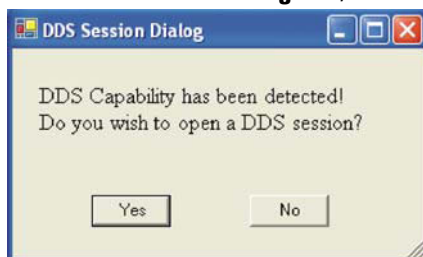 DDS Session Dialog
DDS Capability has been detected!
Do you wish to open a DDS session?
Yes No